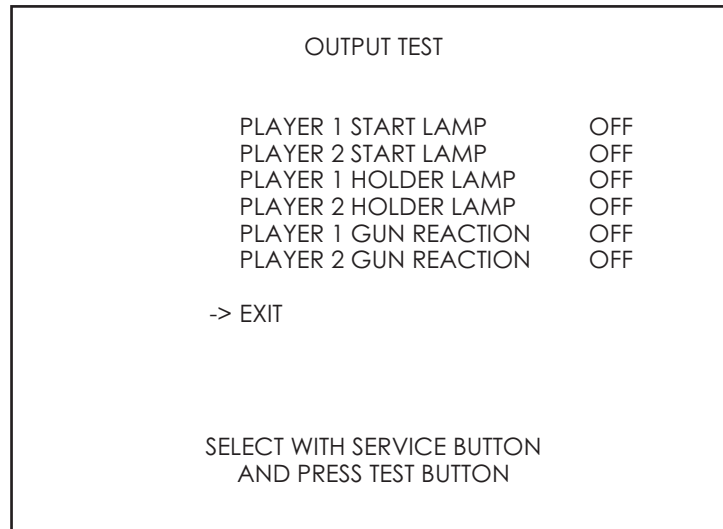 OUTPUT TEST
PLAYER 1 START LAMP OFF
PLAYER 2 START LAMP OFF
PLAYER 1 HOLDER LAMP OFF
PLAYER 2 HOLDER LAMP OFF
PLAYER 1 GUN REACTION OFF
PLAYER 2 GUN REACTION OFF
-> EXIT
SELECT WITH SERVICE BUTTON
AND PRESS TEST BUTTON